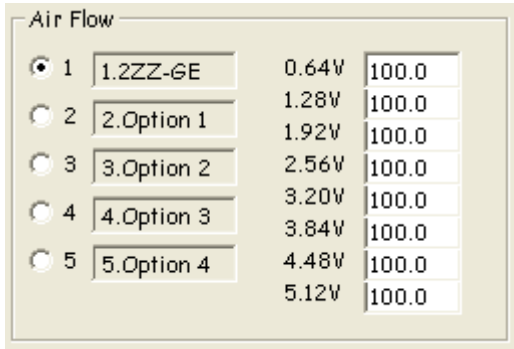 Air Flow
1 1.2ZZ-GE
2 2.Option 1
3 3.Option 2
4 4.Option 3
5 5.Option 4
0.64V 100.0
1.28V 100.0
1.92V 100.0
2.56V 100.0
3.20V 100.0
3.84V 100.0
4.48V 100.0
5.12V 100.0